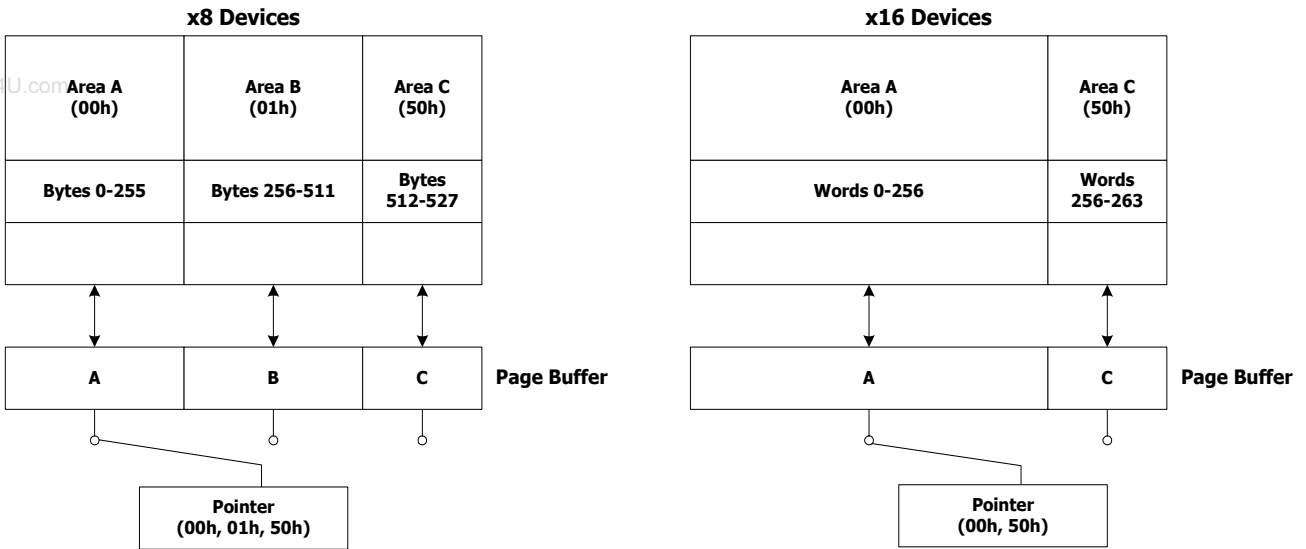 x8 Devices
Area A
(00h)
Area B
(01h)
Area C
(50h)
Bytes 0-255
Bytes 256-511
Bytes
512-527
A
B
C
Page Buffer
Pointer
(00h, 01h, 50h)
x16 Devices
Area A
(00h)
Area C
(50h)
Words 0-256
Words
256-263
A
C
Page Buffer
Pointer
(00h, 50h)
4U.com